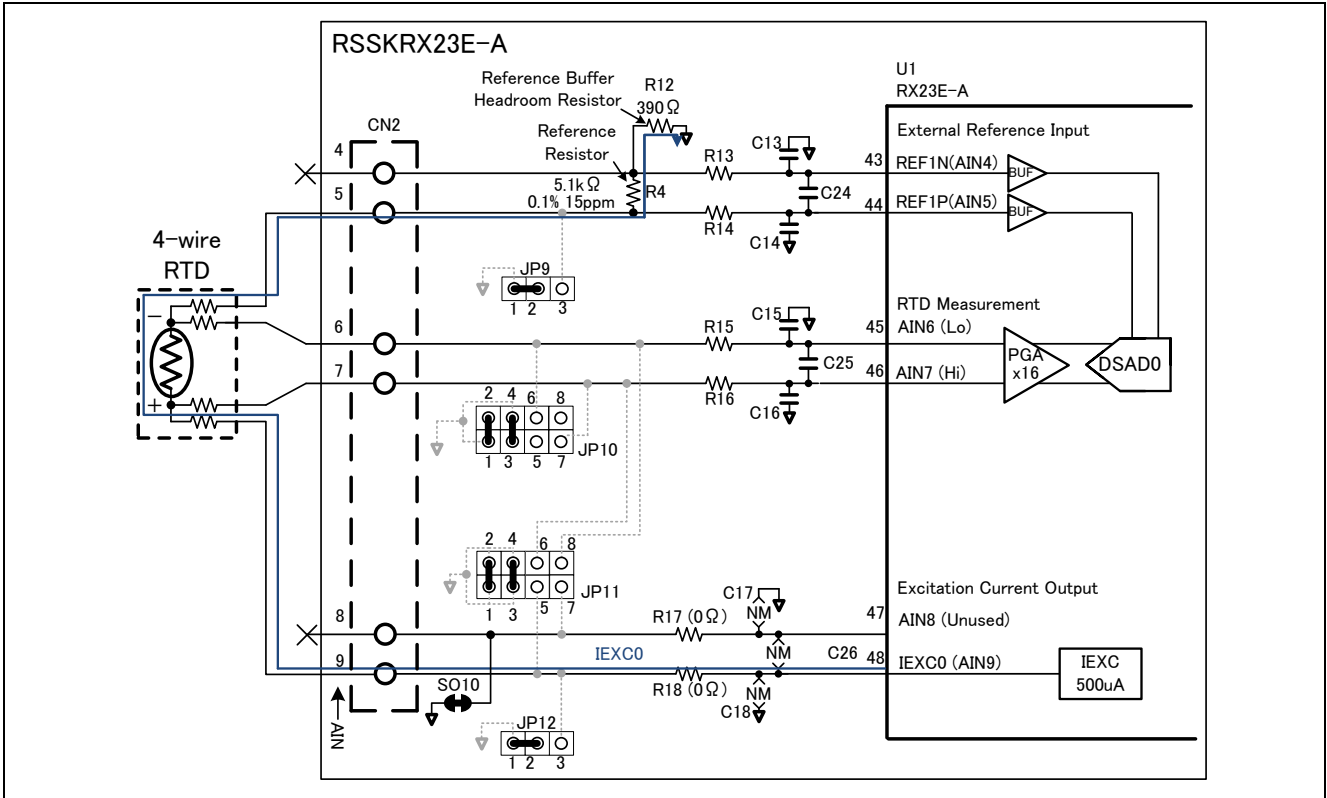 RSSKRX23E-A
U1
RX23E-A
Reference Buffer
Headroom Resistor
R12
390Ω
Reference
Resistor
5.1kΩ
0.1% 15ppm
R4
CN2
4
5
6
7
8
9
AIN
4-wire
RTD
−
+
C13
R13
C24
R14
C14
43
44
External Reference Input
REF1N(AIN4)
BUF
REF1P(AIN5)
BUF
JP9
1 2 3
C15
R15
C25
R16
C16
45
46
RTD Measurement
AIN6 (Lo)
AIN7 (Hi)
PGA
x16
DSAD0
2 4 6 8
JP10
1 3 5 7
2 4 6 8
JP11
1 3 5 7
Excitation Current Output
C17
NM
47
AIN8 (Unused)
R17 (0Ω)
IEXC0
NM
C26
48
IEXC0 (AIN9)
IEXC
500uA
R18 (0Ω)
NM
C18
SO10
JP12
1 2 3